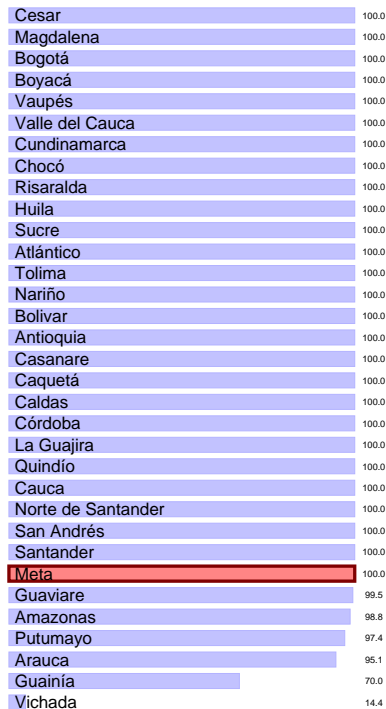 Cesar 100.0
Magdalena 100.0
Bogotá 100.0
Boyacá 100.0
Vaupés 100.0
Valle del Cauca 100.0
Cundinamarca 100.0
Chocó 100.0
Risaralda 100.0
Huila 100.0
Sucre 100.0
Atlántico 100.0
Tolima 100.0
Nariño 100.0
Bolivar 100.0
Antioquia 100.0
Casanare 100.0
Caquetá 100.0
Caldas 100.0
Córdoba 100.0
La Guajira 100.0
Quindío 100.0
Cauca 100.0
Norte de Santander 100.0
San Andrés 100.0
Santander 100.0
Meta 100.0
Guaviare 99.5
Amazonas 98.8
Putumayo 97.4
Arauca 95.1
Guainía 70.0
Vichada 14.4